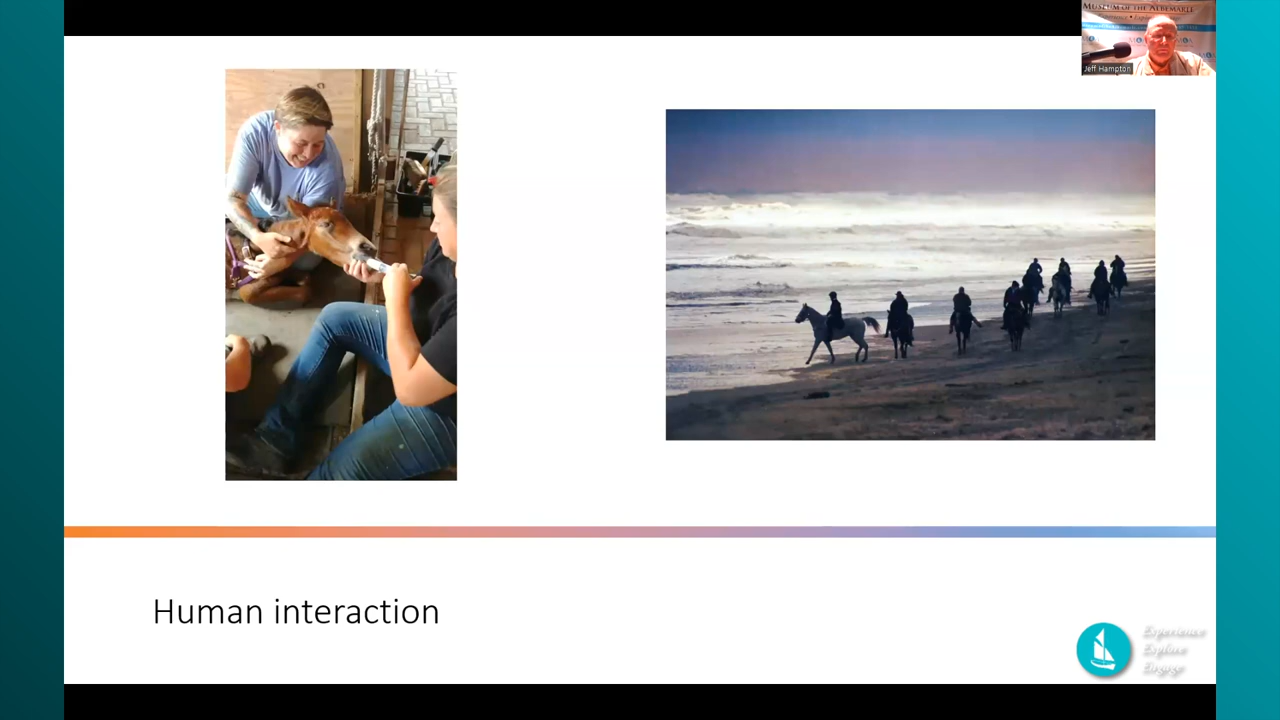 Museum of the Albemarle
Jeff Hampton
Human interaction
Experience
Explore
Engage